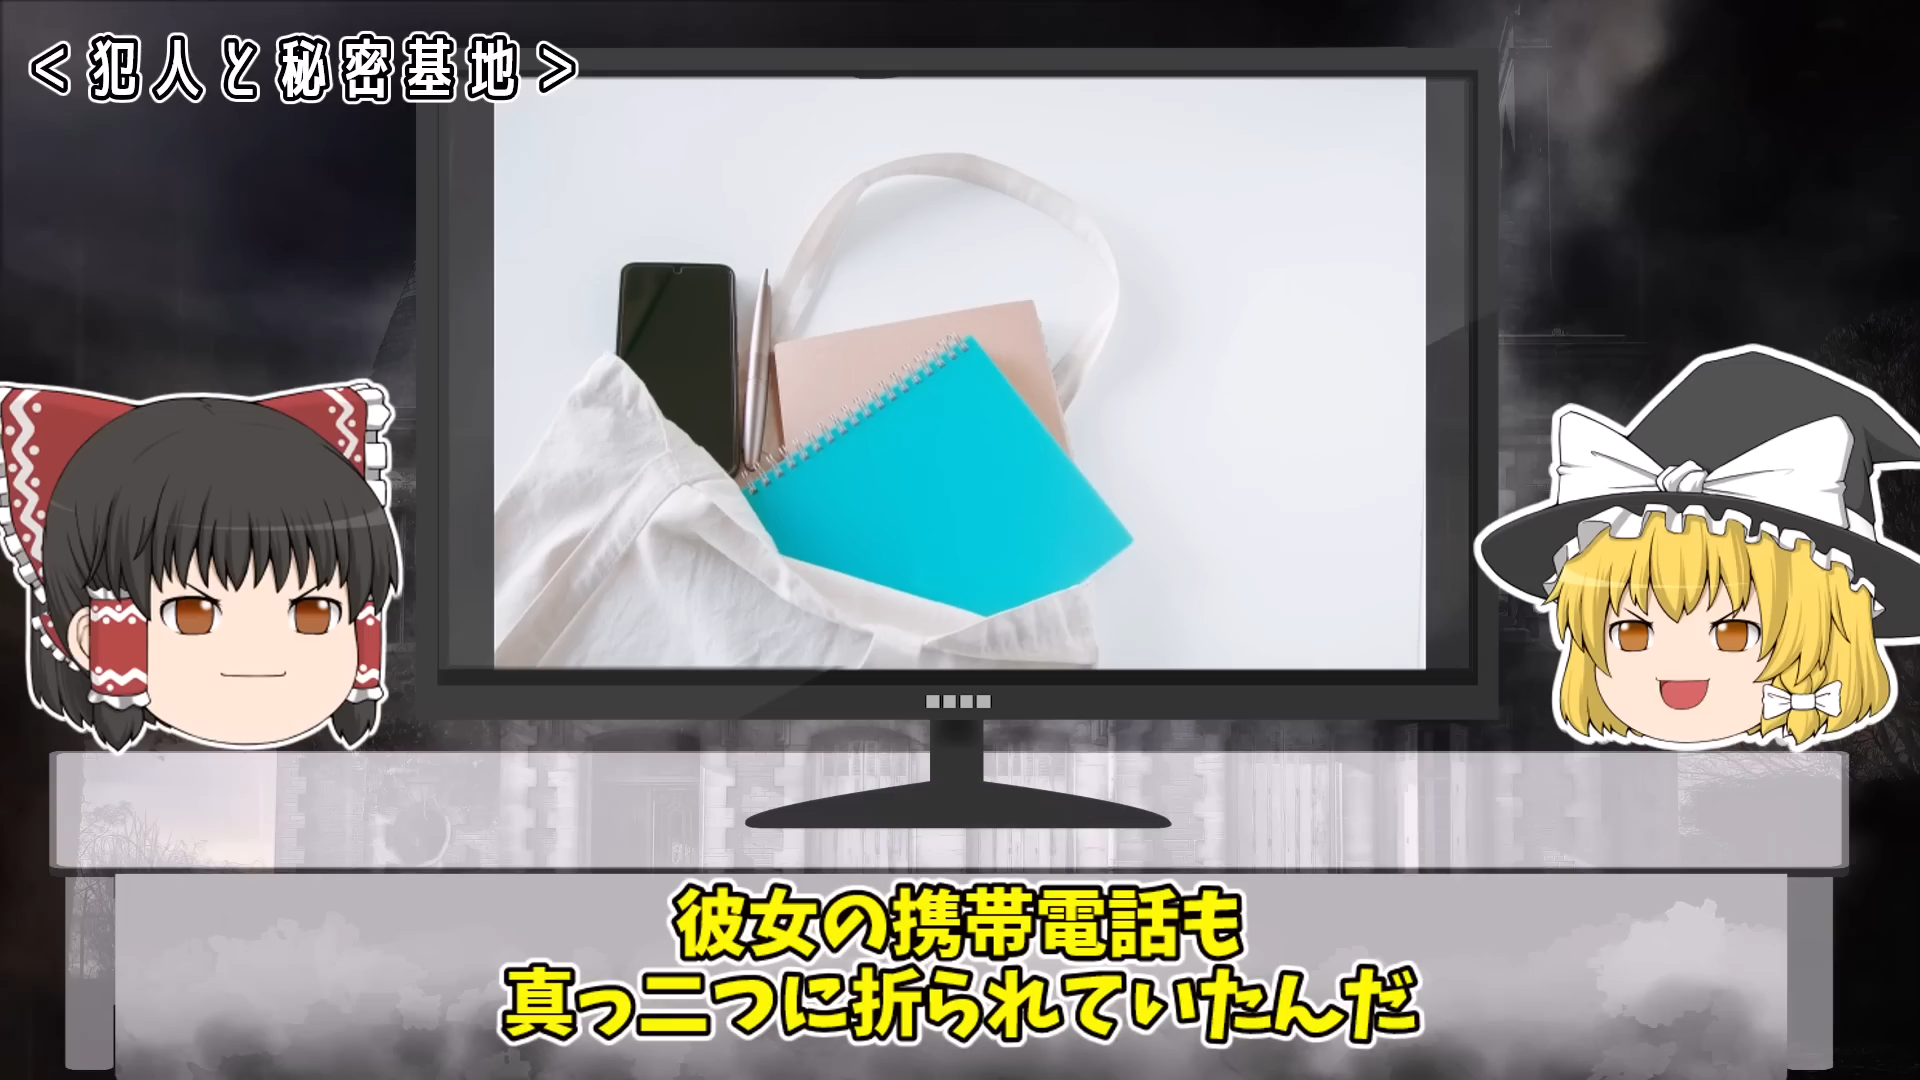 ＜犯人と秘密基地＞
彼女の携帯電話も
真っ二つに折られていたんだ